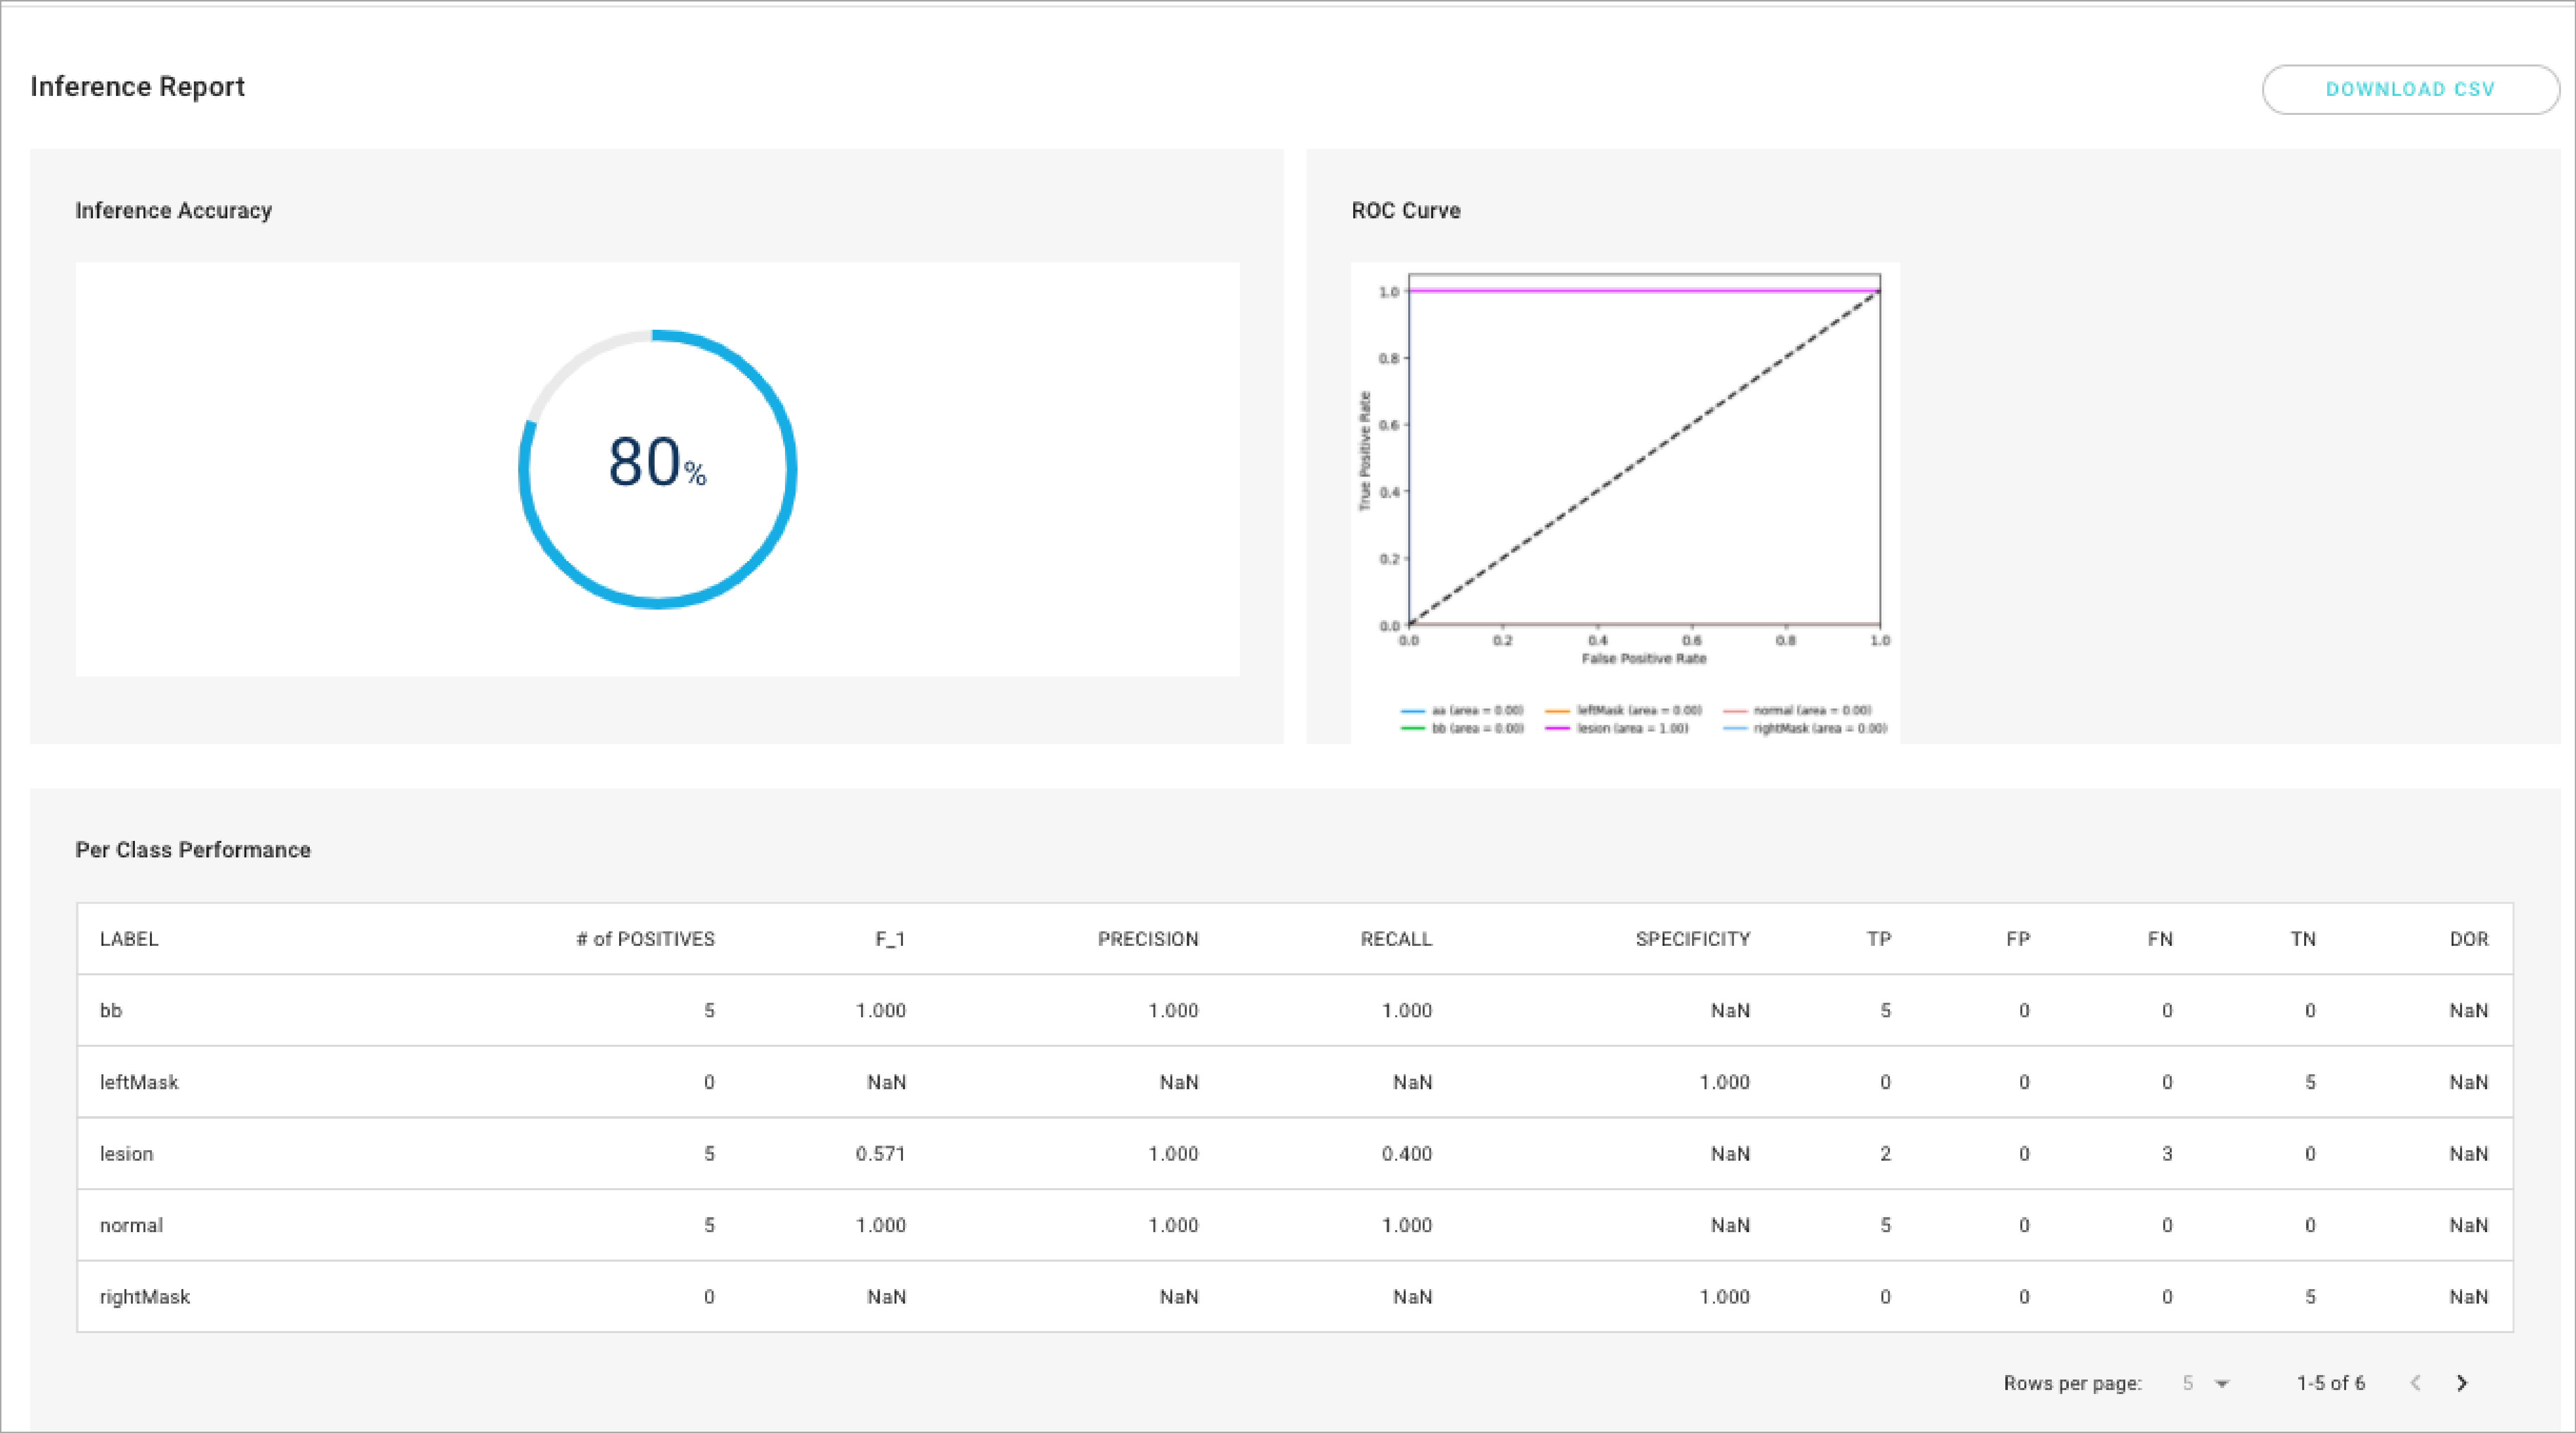 Inference Report
DOWNLOAD CSV
Inference Accuracy
80%
ROC Curve
1.0
0.8
0.6
0.4
0.2
0.0
True Positive Rate
0.0 0.2 0.4 0.6 0.8 1.0
False Positive Rate
aa (area = 0.00) leftMask (area = 0.00) normal (area = 0.00)
bb (area = 0.00) lesion (area = 1.00) rightMask (area = 0.00)
Per Class Performance
LABEL # of POSITIVES F_1 PRECISION RECALL SPECIFICITY TP FP FN TN DOR
bb 5 1.000 1.000 1.000 NaN 5 0 0 0 NaN
leftMask 0 NaN NaN NaN 1.000 0 0 0 5 NaN
lesion 5 0.571 1.000 0.400 NaN 2 0 3 0 NaN
normal 5 1.000 1.000 1.000 NaN 5 0 0 0 NaN
rightMask 0 NaN NaN NaN 1.000 0 0 0 5 NaN
Rows per page: 5 1-5 of 6